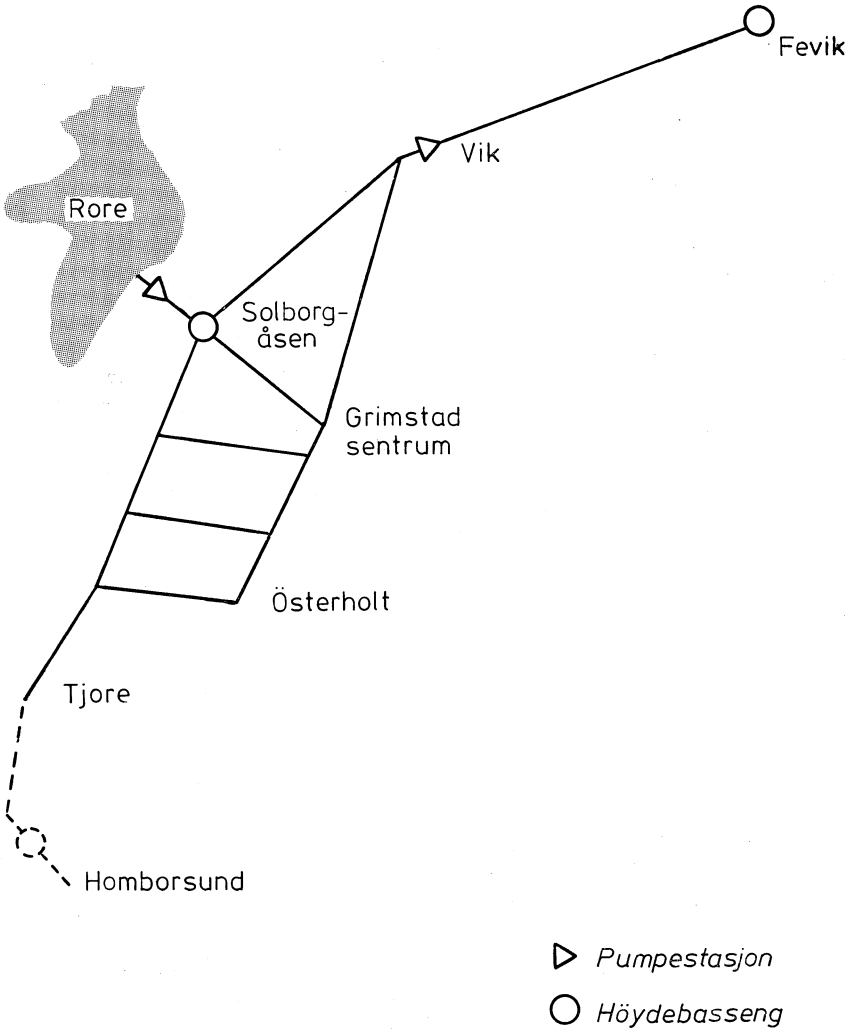 Fevik
Vik
Rore
Solborg-
åsen
Grimstad
sentrum
Österholt
Tjore
Homborsund
Pumpestasjon
Höydebasseng